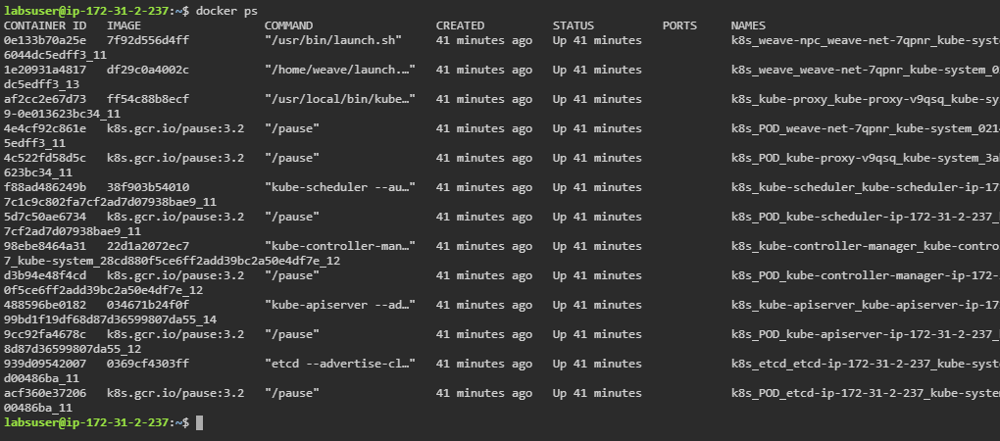 labsuser@ip-172-31-2-237:~$ docker ps
CONTAINER ID   IMAGE                  COMMAND                  CREATED          STATUS          PORTS     NAMES
0e133b70a25e   7f92d556d4ff           "/usr/bin/launch.sh"     41 minutes ago   Up 41 minutes             k8s_weave-npc_weave-net-7qpnr_kube-syst
6044dc5edff3_11
1e20931a4817   df29c0a4002c           "/home/weave/launch.…"   41 minutes ago   Up 41 minutes             k8s_weave_weave-net-7qpnr_kube-system_0
dc5edff3_13
af2cc2e67d73   ff54c88b8ecf           "/usr/local/bin/kube…"   41 minutes ago   Up 41 minutes             k8s_kube-proxy_kube-proxy-v9qsq_kube-sy
9-0e013623bc34_11
4e4cf92c861e   k8s.gcr.io/pause:3.2   "/pause"                 41 minutes ago   Up 41 minutes             k8s_POD_weave-net-7qpnr_kube-system_021
5edff3_11
4c522fd58d5c   k8s.gcr.io/pause:3.2   "/pause"                 41 minutes ago   Up 41 minutes             k8s_POD_kube-proxy-v9qsq_kube-system_3a
623bc34_11
f88ad486249b   38f903b54010           "kube-scheduler --au…"   41 minutes ago   Up 41 minutes             k8s_kube-scheduler_kube-scheduler-ip-17
7c1c9c802fa7cf2ad7d07938bae9_11
5d7c50ae6734   k8s.gcr.io/pause:3.2   "/pause"                 41 minutes ago   Up 41 minutes             k8s_POD_kube-scheduler-ip-172-31-2-237_
7cf2ad7d07938bae9_11
98ebe8464a31   22d1a2072ec7           "kube-controller-man…"   41 minutes ago   Up 41 minutes             k8s_kube-controller-manager_kube-contro
7_kube-system_28cd880f5ce6ff2add39bc2a50e4df7e_12
d3b94e48f4cd   k8s.gcr.io/pause:3.2   "/pause"                 41 minutes ago   Up 41 minutes             k8s_POD_kube-controller-manager-ip-172-
0f5ce6ff2add39bc2a50e4df7e_12
488596be0182   034671b24f0f           "kube-apiserver --ad…"   41 minutes ago   Up 41 minutes             k8s_kube-apiserver_kube-apiserver-ip-17
99bd1f19df68d87d36599807da55_14
9cc92fa4678c   k8s.gcr.io/pause:3.2   "/pause"                 41 minutes ago   Up 41 minutes             k8s_POD_kube-apiserver-ip-172-31-2-237_
8d87d36599807da55_12
939d09542007   0369cf4303ff           "etcd --advertise-cl…"   41 minutes ago   Up 41 minutes             k8s_etcd_etcd-ip-172-31-2-237_kube-syst
d00486ba_11
acf360e37206   k8s.gcr.io/pause:3.2   "/pause"                 41 minutes ago   Up 41 minutes             k8s_POD_etcd-ip-172-31-2-237_kube-system
00486ba_11
labsuser@ip-172-31-2-237:~$